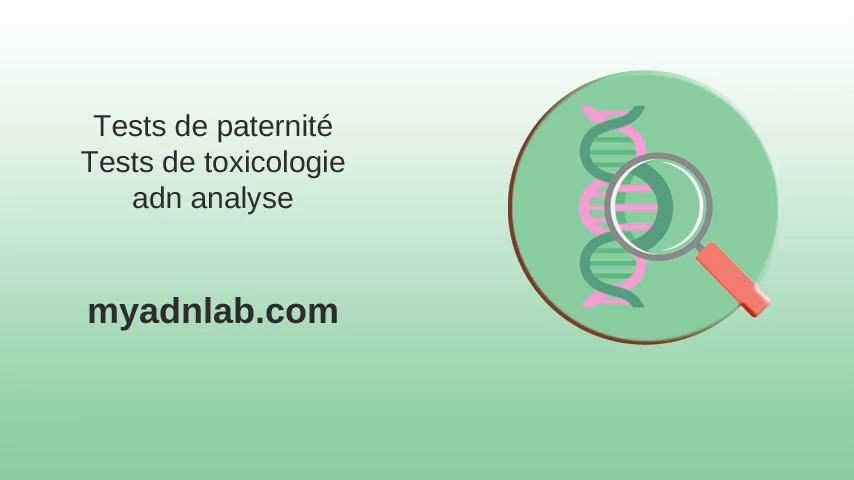 Tests de paternité
Tests de toxicologie
adn analyse
myadnlab.com